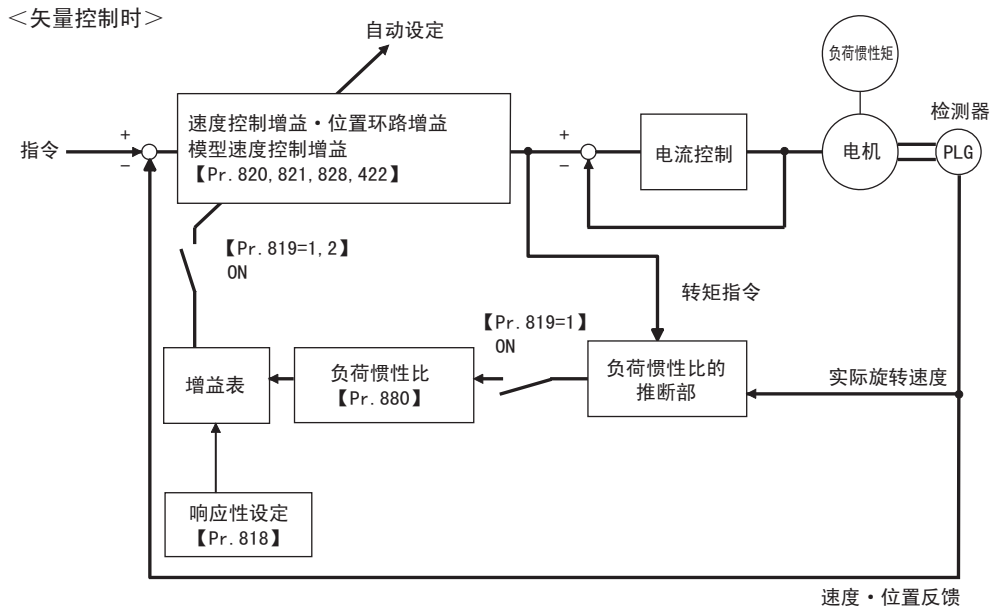 ＜矢量控制时＞
自动设定
负荷惯性矩
检测器
指令
+
−
速度控制增益・位置环路增益
模型速度控制增益
【Pr.820,821,828,422】
+
−
电流控制
电机
PLG
【Pr.819=1,2】
ON
转矩指令
【Pr.819=1】
ON
增益表
负荷惯性比
【Pr.880】
负荷惯性比的
推断部
实际旋转速度
响应性设定
【Pr.818】
速度・位置反馈